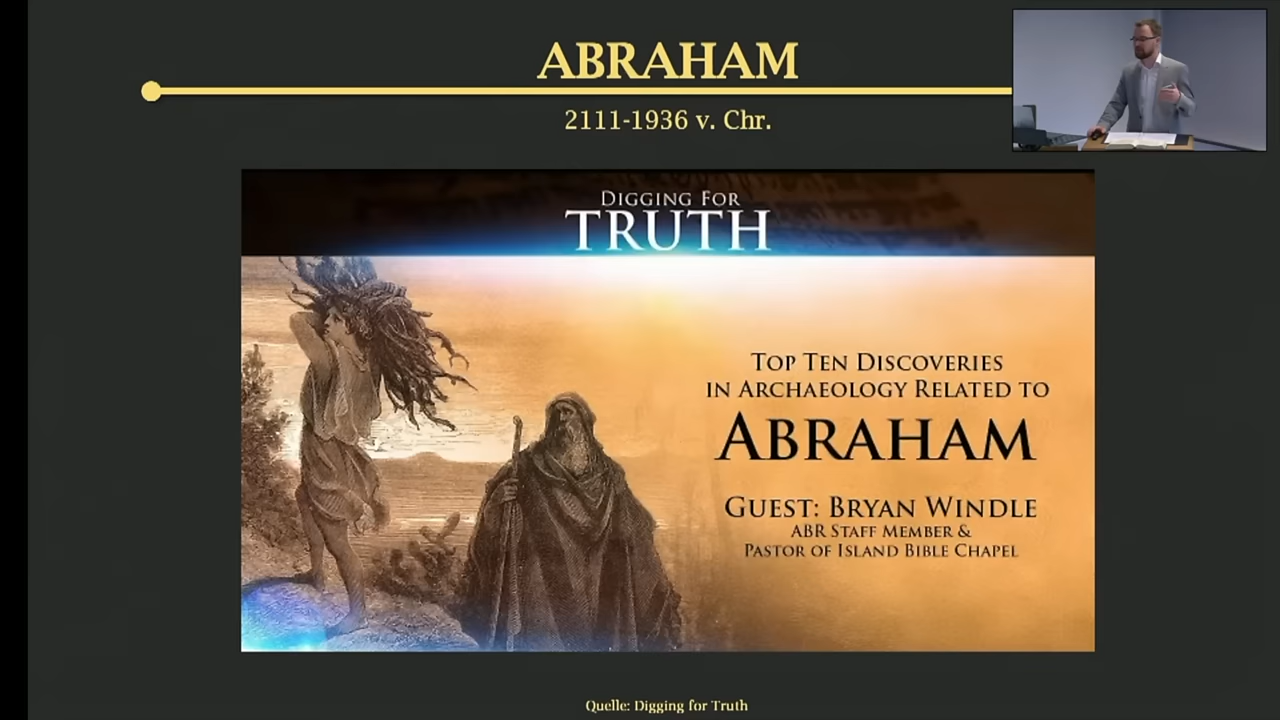 ABRAHAM
2111-1936 v. Chr.
DIGGING FOR
TRUTH
TOP TEN DISCOVERIES
IN ARCHAEOLOGY RELATED TO
ABRAHAM
GUEST: BRYAN WINDLE
ABR STAFF MEMBER &
PASTOR OF ISLAND BIBLE CHAPEL
Quelle: Digging for Truth